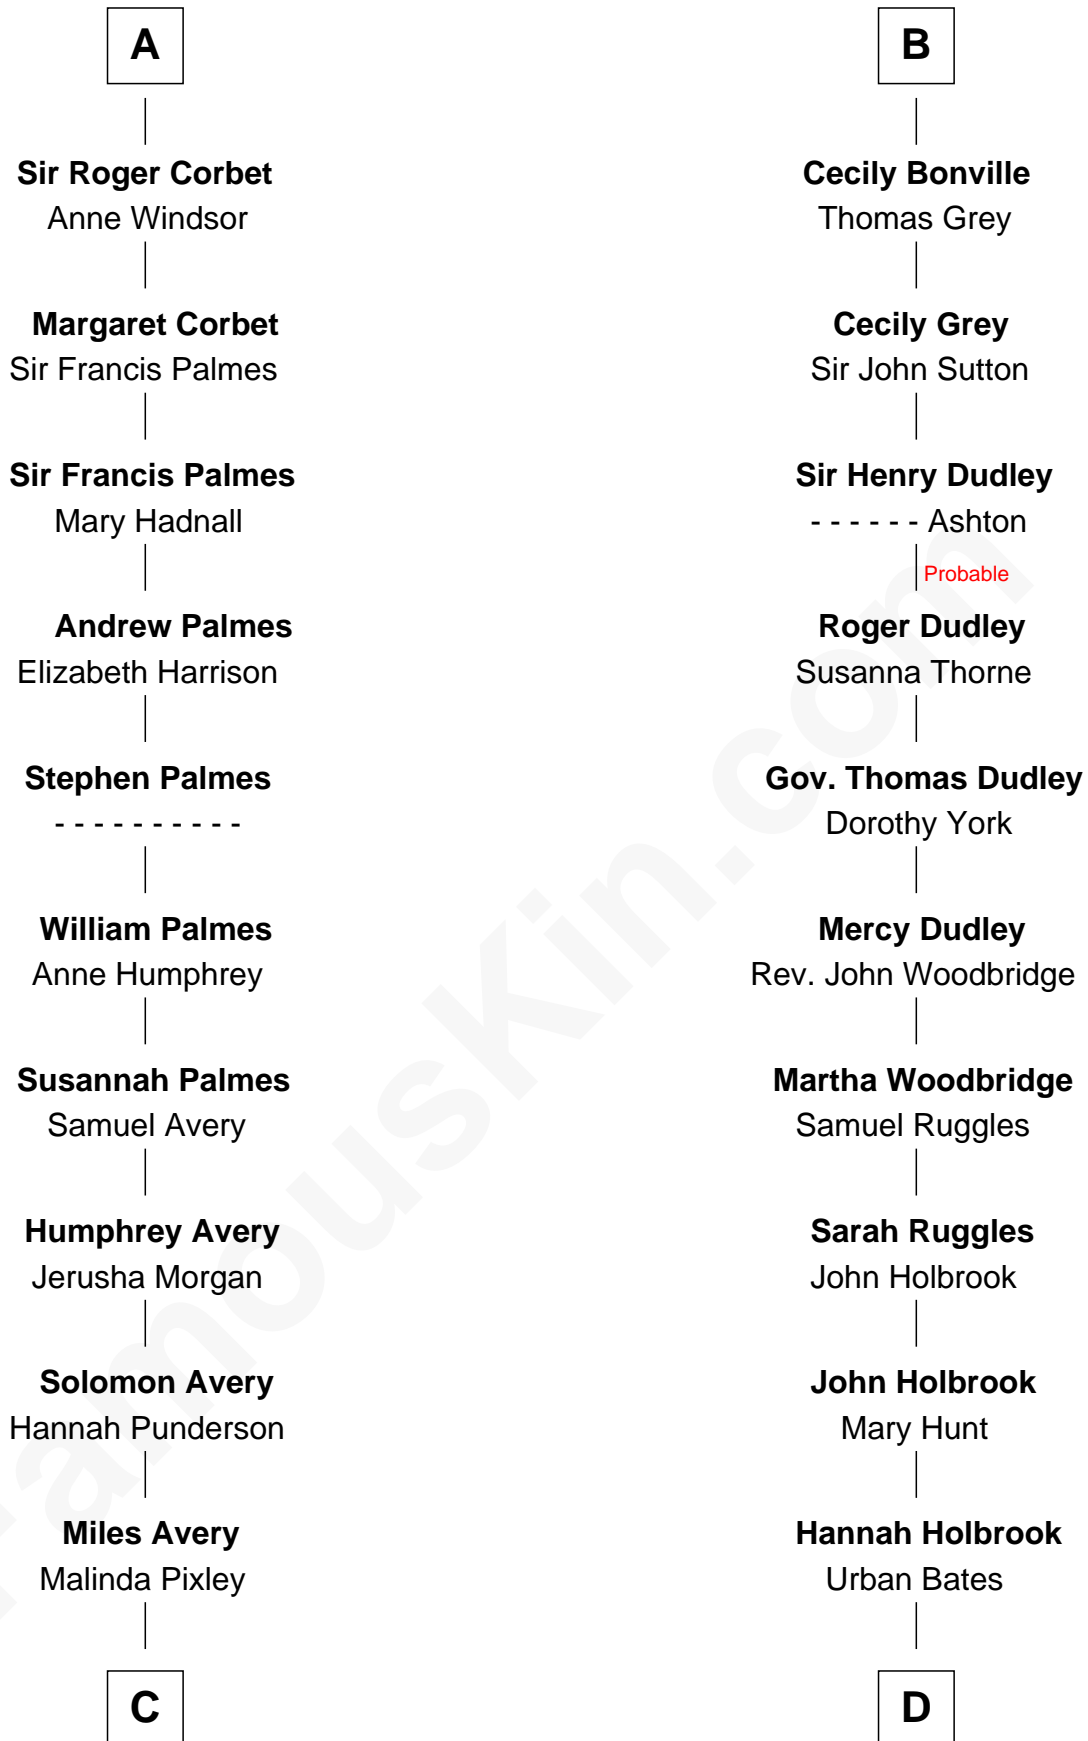 A
Sir Roger Corbet
Anne Windsor
Margaret Corbet
Sir Francis Palmes
Sir Francis Palmes
Mary Hadnall
Andrew Palmes
Elizabeth Harrison
Stephen Palmes
- - - - - - - - - -
William Palmes
Anne Humphrey
Susannah Palmes
Samuel Avery
Humphrey Avery
Jerusha Morgan
Solomon Avery
Hannah Punderson
Miles Avery
Malinda Pixley
C
B
Cecily Bonville
Thomas Grey
Cecily Grey
Sir John Sutton
Sir Henry Dudley
- - - - - - Ashton
Probable
Roger Dudley
Susanna Thorne
Gov. Thomas Dudley
Dorothy York
Mercy Dudley
Rev. John Woodbridge
Martha Woodbridge
Samuel Ruggles
Sarah Ruggles
John Holbrook
John Holbrook
Mary Hunt
Hannah Holbrook
Urban Bates
D
FamousKin.com